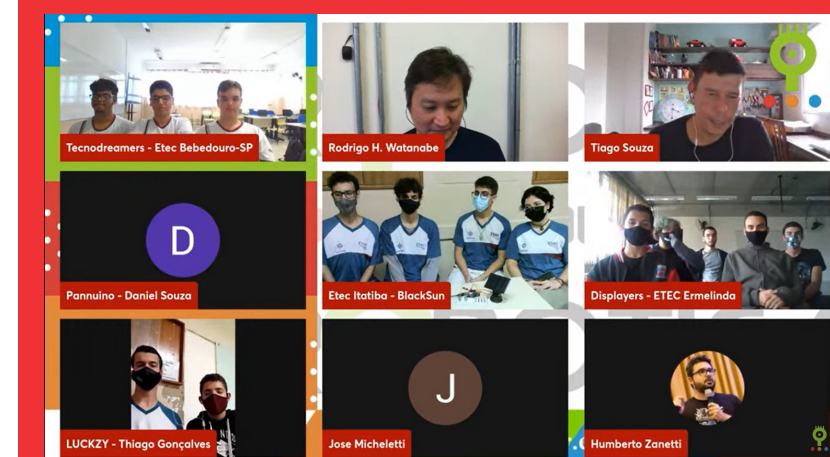 Tecnodreamers - Etec Bebedouro-SP
Rodrigo H. Watanabe
Tiago Souza
D
Pannuino - Daniel Souza
Etec Itatiba - BlackSun
Displayers - ETEC Ermelinda
LUCKZY - Thiago Gonçalves
J
Jose Micheletti
Humberto Zanetti